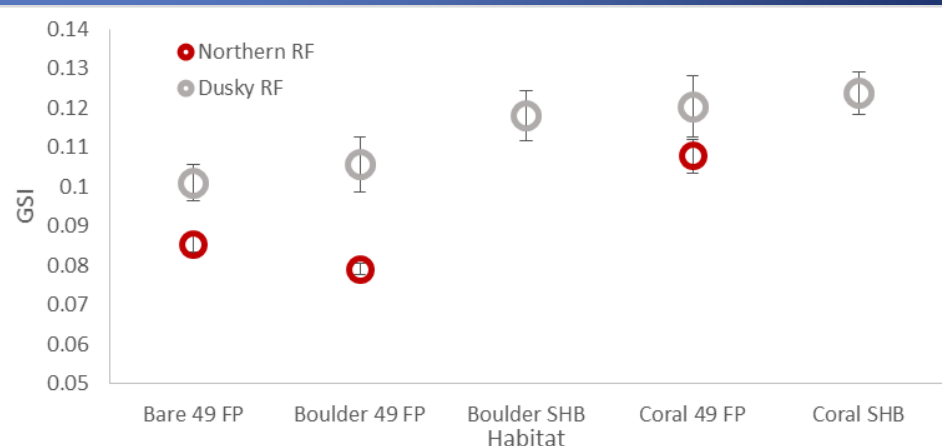 0.14
0.13
0.12
0.11
0.1
0.09
0.08
0.07
0.06
0.05
GSI
Northern RF
Dusky RF
Bare 49 FP
Boulder 49 FP
Boulder SHB
Coral 49 FP
Coral SHB
Habitat